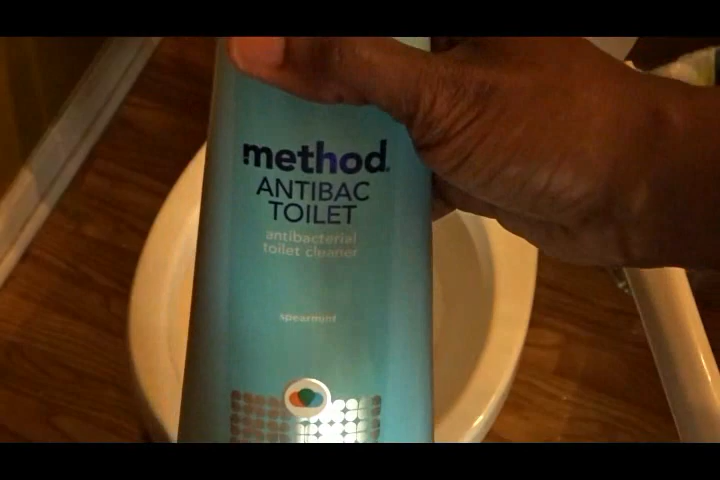 method
ANTIBAC
TOILET
antibacterial
toilet cleaner
spearmint